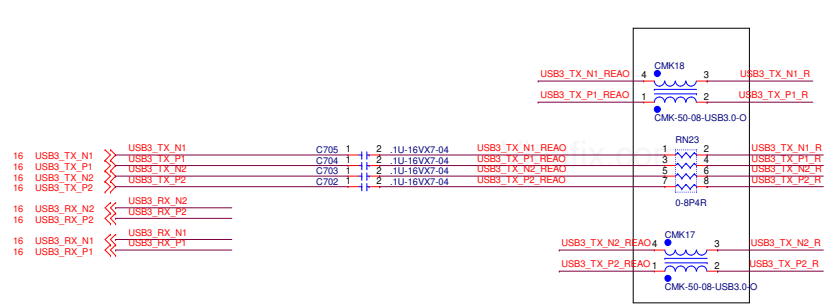 CMK18
USB3_TX_N1_REAO 4 3 USB3_TX_N1_R
USB3_TX_P1_REAO 1 2 USB3_TX_P1_R
CMK-50-08-USB3.0-O
RN23
16 USB3_TX_N1 USB3_TX_N1 C705 1 2 .1U-16VX7-04 USB3_TX_N1_REAO 1 2 USB3_TX_N1_R
16 USB3_TX_P1 USB3_TX_P1 C704 1 2 .1U-16VX7-04 USB3_TX_P1_REAO 3 4 USB3_TX_P1_R
16 USB3_TX_N2 USB3_TX_N2 C703 1 2 .1U-16VX7-04 USB3_TX_N2_REAO 5 6 USB3_TX_N2_R
16 USB3_TX_P2 USB3_TX_P2 C702 1 2 .1U-16VX7-04 USB3_TX_P2_REAO 7 8 USB3_TX_P2_R
0-8P4R
16 USB3_RX_N2 USB3_RX_N2
16 USB3_RX_P2 USB3_RX_P2
16 USB3_RX_N1 USB3_RX_N1
16 USB3_RX_P1 USB3_RX_P1
CMK17
USB3_TX_N2_REAO 4 3 USB3_TX_N2_R
USB3_TX_P2_REAO 1 2 USB3_TX_P2_R
CMK-50-08-USB3.0-O